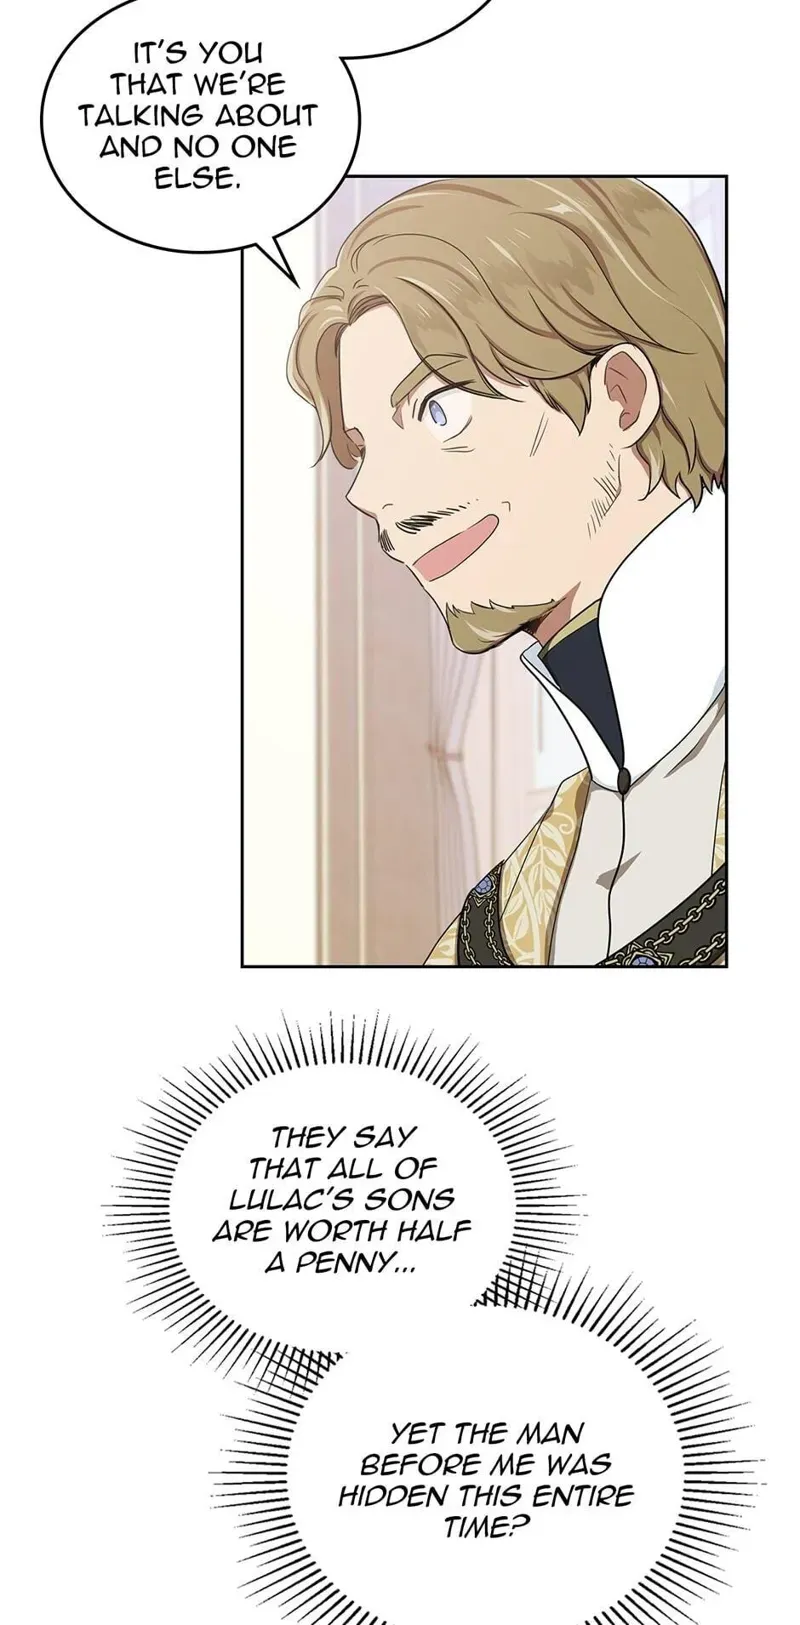 IT'S YOU
THAT WE'RE
TALKING ABOUT
AND NO ONE
ELSE.
THEY SAY
THAT ALL OF
LULAC'S SONS
ARE WORTH HALF
A PENNY...
YET THE MAN
BEFORE ME WAS
HIDDEN THIS ENTIRE
TIME?